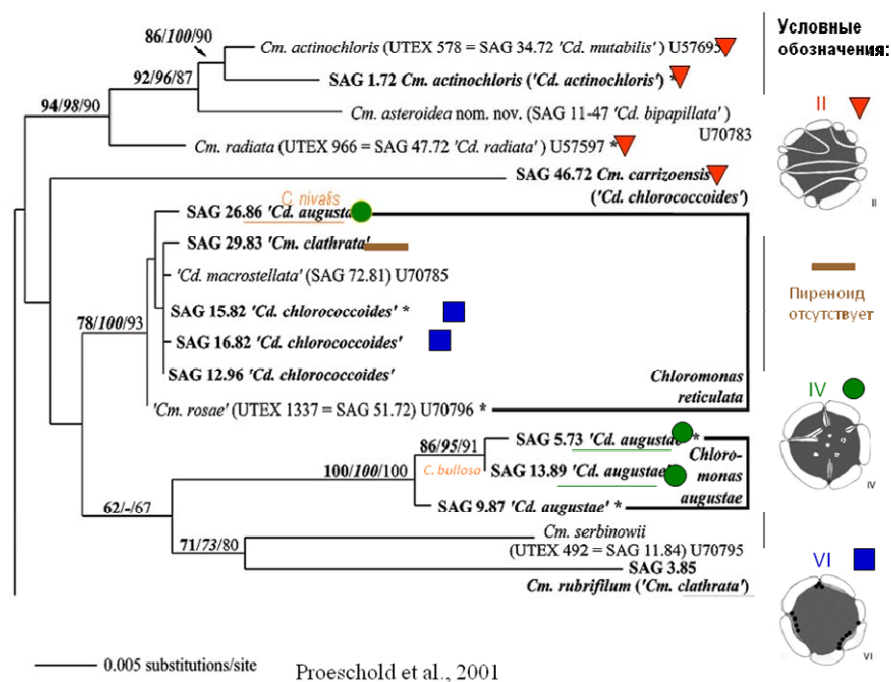 86/100/90
Cm. actinochloris (UTEX 578 = SAG 34.72 'Cd. mutabilis' ) U57695
92/96/87
SAG 1.72 Cm. actinochloris ('Cd. actinochloris') *
94/98/90
Cm. asteroidea nom. nov. (SAG 11-47 'Cd. bipapillata' )
U70783
Cm. radiata (UTEX 966 = SAG 47.72 'Cd. radiata' ) U57597 *
SAG 46.72 Cm. carrizoensis
('Cd. chlorococcoides')
C. nivalis
SAG 26.86 'Cd. augusta
SAG 29.83 'Cm. clathrata'
'Cd. macrostellata' (SAG 72.81) U70785
SAG 15.82 'Cd. chlorococcoides' *
78/100/93
SAG 16.82 'Cd. chlorococcoides'
SAG 12.96 'Cd. chlorococcoides'
Chloromonas
reticulata
'Cm. rosae' (UTEX 1337 = SAG 51.72) U70796 *
SAG 5.73 'Cd. augustae' *
86/95/91
C. bullosa
SAG 13.89 'Cd. augustae'
100/100/100
Chloro-
monas
augustae
SAG 9.87 'Cd. augustae' *
62/-/67
Cm. serbinowii
(UTEX 492 = SAG 11.84) U70795
71/73/80
SAG 3.85
Cm. rubrifilum ('Cm. clathrata')
0.005 substitutions/site
Proeschold et al., 2001
Условные
обозначения:
II
II
Пиреноид
отсутствует
IV
IV
VI
VI